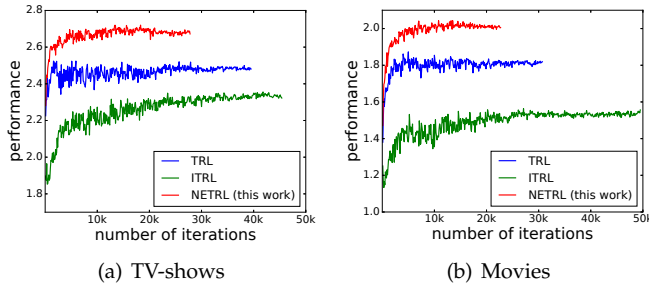 performance
2.8
2.6
2.4
2.2
2.0
1.8
TRL
ITRL
NETRL (this work)
10k 20k 30k 40k 50k
number of iterations
(a) TV-shows
performance
2.0
1.8
1.6
1.4
1.2
1.0
TRL
ITRL
NETRL (this work)
10k 20k 30k 40k 50k
number of iterations
(b) Movies